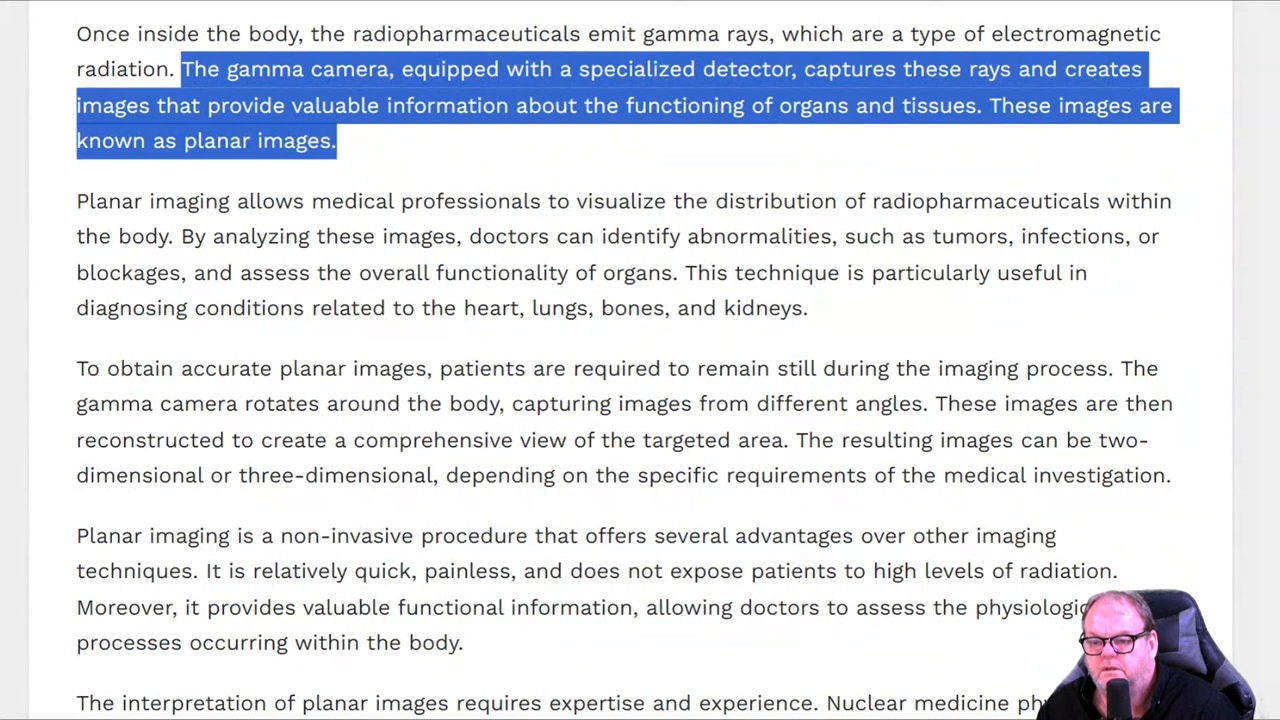 Once inside the body, the radiopharmaceuticals emit gamma rays, which are a type of electromagnetic
radiation. The gamma camera, equipped with a specialized detector, captures these rays and creates
images that provide valuable information about the functioning of organs and tissues. These images are
known as planar images.
Planar imaging allows medical professionals to visualize the distribution of radiopharmaceuticals within
the body. By analyzing these images, doctors can identify abnormalities, such as tumors, infections, or
blockages, and assess the overall functionality of organs. This technique is particularly useful in
diagnosing conditions related to the heart, lungs, bones, and kidneys.
To obtain accurate planar images, patients are required to remain still during the imaging process. The
gamma camera rotates around the body, capturing images from different angles. These images are then
reconstructed to create a comprehensive view of the targeted area. The resulting images can be two-
dimensional or three-dimensional, depending on the specific requirements of the medical investigation.
Planar imaging is a non-invasive procedure that offers several advantages over other imaging
techniques. It is relatively quick, painless, and does not expose patients to high levels of radiation.
Moreover, it provides valuable functional information, allowing doctors to assess the
processes occurring within the body.
The interpretation of planar images requires expertise and experience. Nuclear medicine